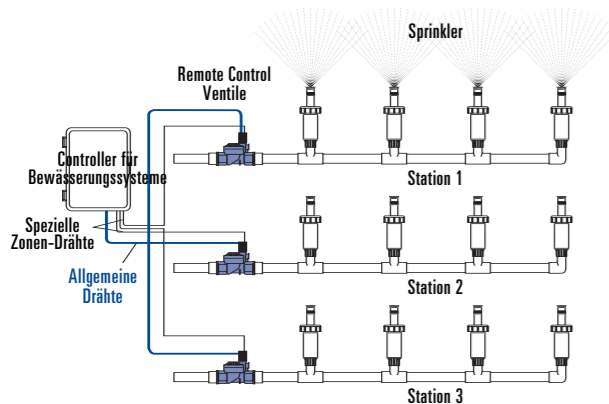 Sprinkler
Remote Control
Ventile
Controller für
Bewässerungssysteme
Station 1
Spezielle
Zonen-Drähte
Allgemeine
Drähte
Station 2
Station 3